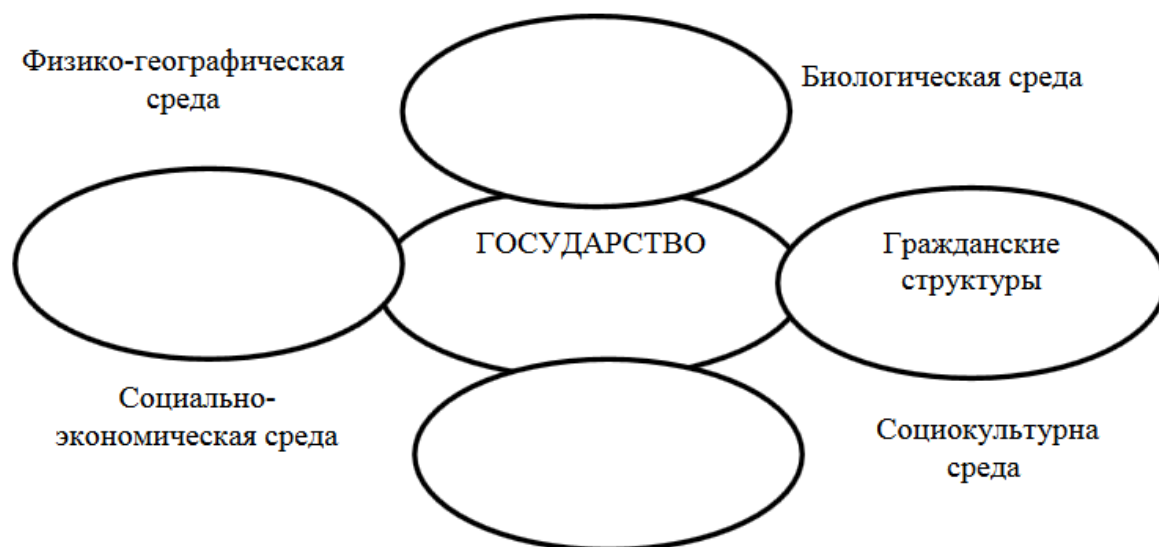 Физико-географическая
среда
Биологическая среда
ГОСУДАРСТВО
Гражданские
структуры
Социально-
экономическая среда
Социокультурна
среда